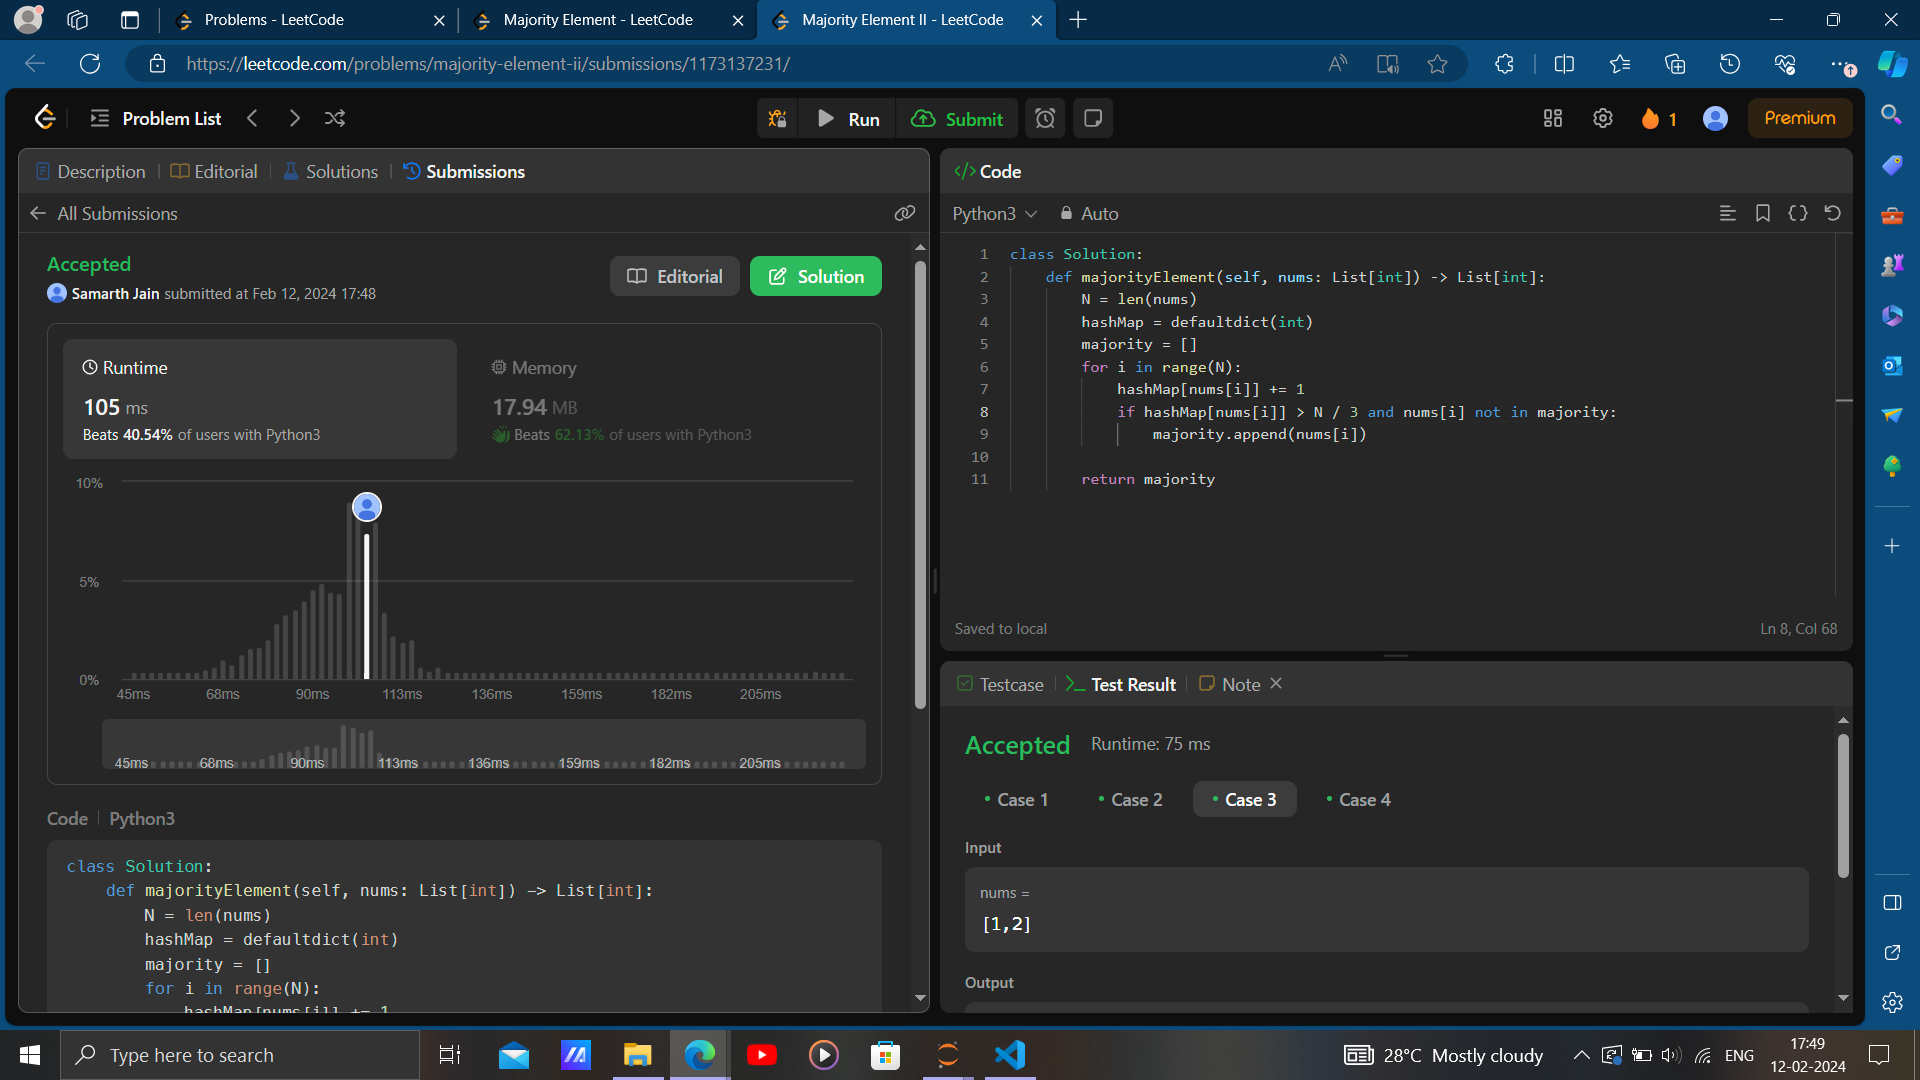 Problems - LeetCode
Majority Element - LeetCode
Majority Element II - LeetCode
https://leetcode.com/problems/majority-element-ii/submissions/1173137231/
Problem List
Run
Submit
1
Premium
Description
Editorial
Solutions
Submissions
All Submissions
Accepted
Samarth Jain submitted at Feb 12, 2024 17:48
Editorial
Solution
Runtime
105 ms
Beats 40.54% of users with Python3
Memory
17.94 MB
Beats 62.13% of users with Python3
10%
5%
0%
45ms 68ms 90ms 113ms 136ms 159ms 182ms 205ms
45ms 68ms 90ms 113ms 136ms 159ms 182ms 205ms
Code | Python3
class Solution:
    def majorityElement(self, nums: List[int]) -> List[int]:
        N = len(nums)
        hashMap = defaultdict(int)
        majority = []
        for i in range(N):
            hashMap[nums[i]] += 1
Code
Python3
Auto
1 class Solution:
2     def majorityElement(self, nums: List[int]) -> List[int]:
3         N = len(nums)
4         hashMap = defaultdict(int)
5         majority = []
6         for i in range(N):
7             hashMap[nums[i]] += 1
8             if hashMap[nums[i]] > N / 3 and nums[i] not in majority:
9                 majority.append(nums[i])
10
11         return majority
Saved to local
Ln 8, Col 68
Testcase
Test Result
Note
Accepted
Runtime: 75 ms
Case 1
Case 2
Case 3
Case 4
Input
nums =
[1,2]
Output
Type here to search
28°C Mostly cloudy
ENG
17:49
12-02-2024